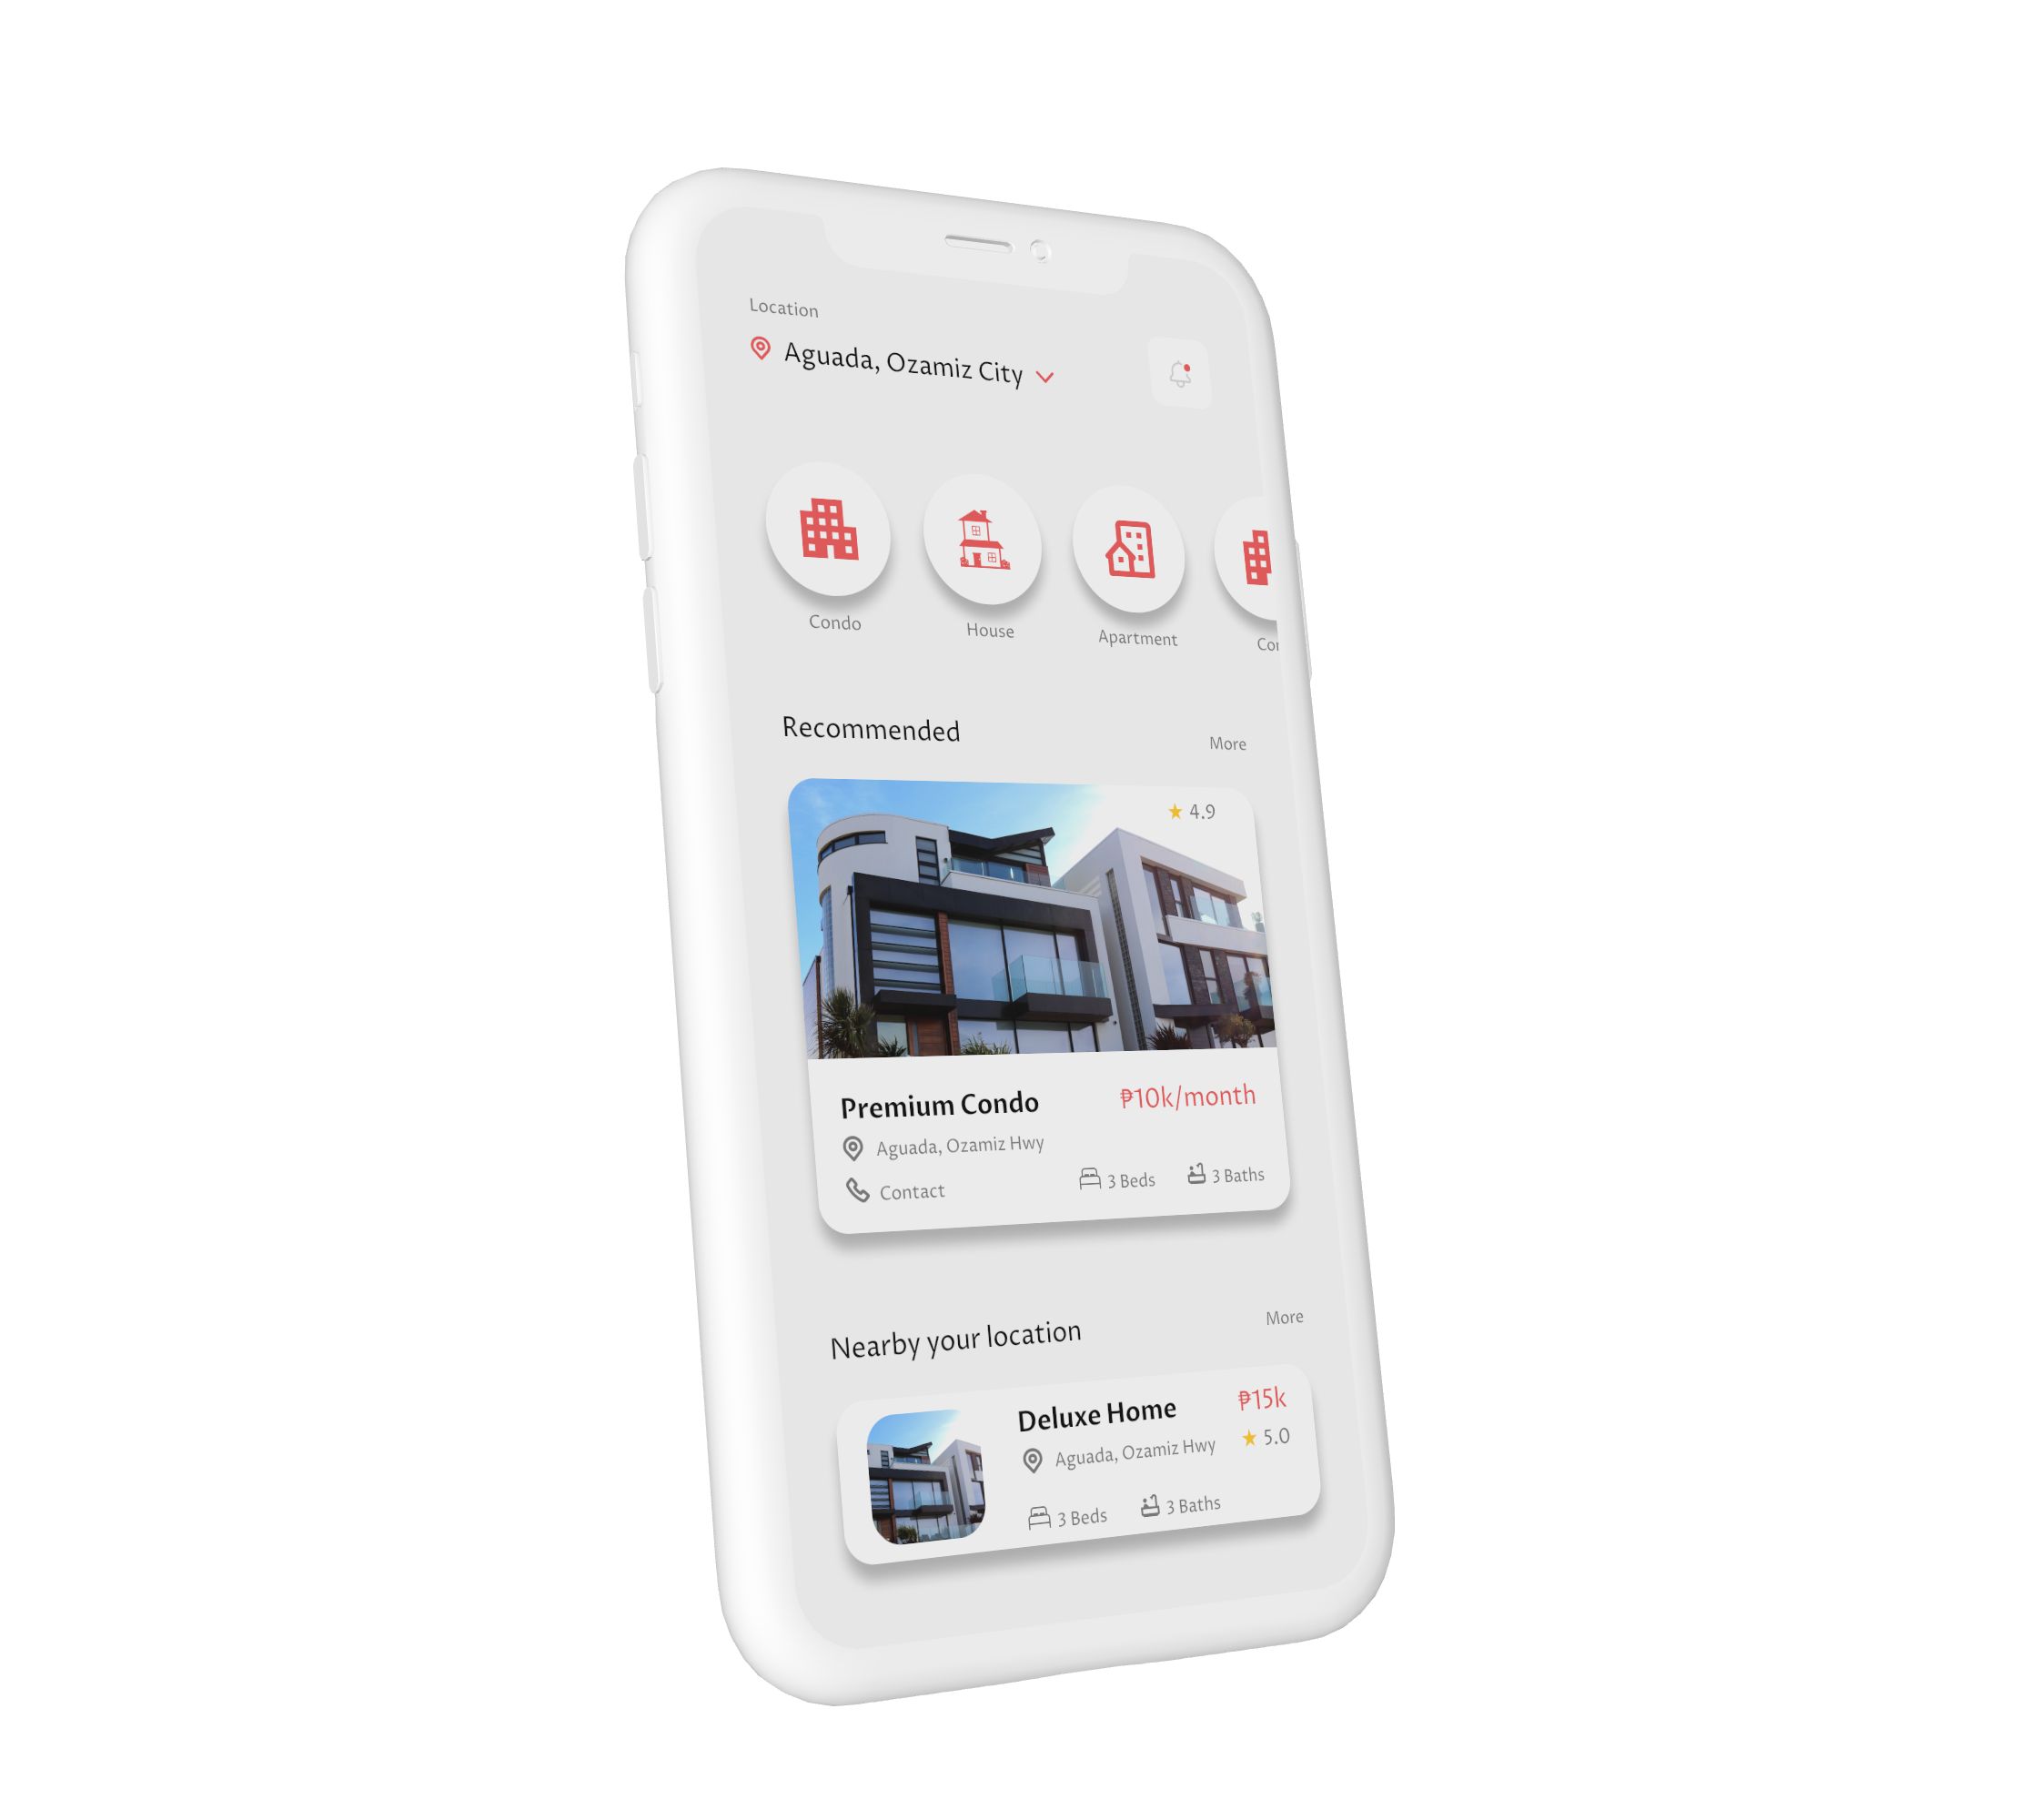 Location
Aguada, Ozamiz City
Condo House Apartment Con
Recommended More
4.9
Premium Condo ₱10k/month
Aguada, Ozamiz Hwy
Contact 3 Beds 3 Baths
Nearby your location More
Deluxe Home ₱15k
Aguada, Ozamiz Hwy 5.0
3 Beds 3 Baths